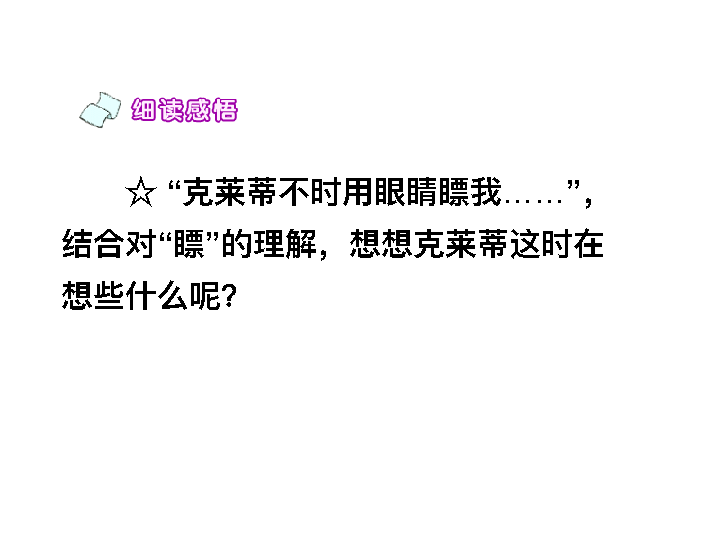 细读感悟
☆ “克莱蒂不时用眼睛瞟我……”，
结合对“瞟”的理解，想想克莱蒂这时在
想些什么呢？